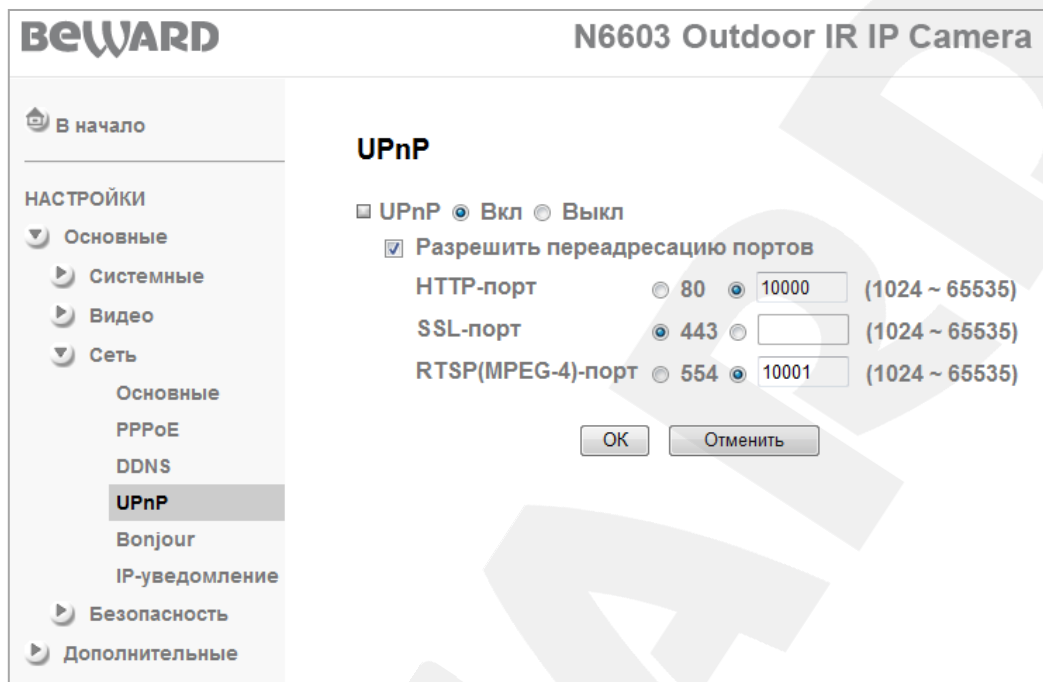 BEWARD
N6603 Outdoor IR IP Camera
В начало
НАСТРОЙКИ
Основные
Системные
Видео
Сеть
Основные
PPPoE
DDNS
UPnP
Bonjour
IP-уведомление
Безопасность
Дополнительные
UPnP
UPnP Вкл Выкл
Разрешить переадресацию портов
HTTP-порт 80 10000 (1024 ~ 65535)
SSL-порт 443 (1024 ~ 65535)
RTSP(MPEG-4)-порт 554 10001 (1024 ~ 65535)
OK Отменить